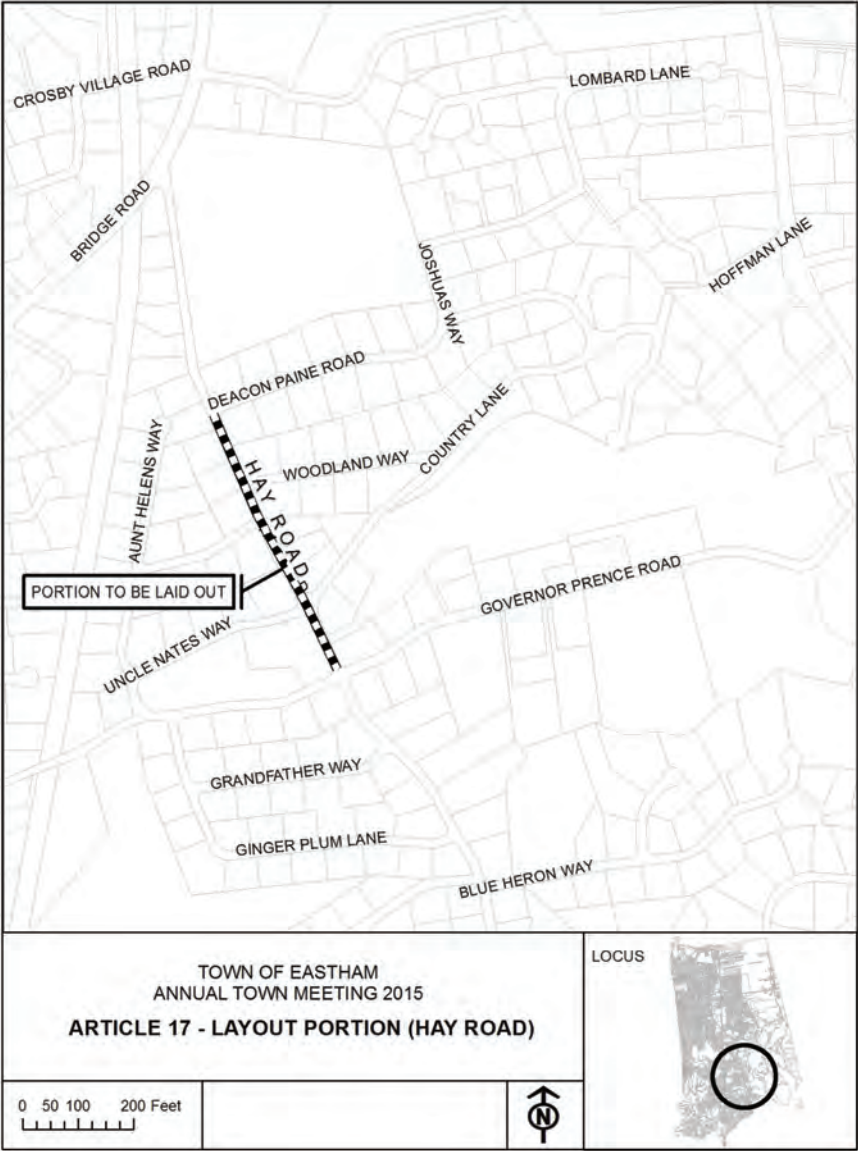 CROSBY VILLAGE ROAD
LOMBARD LANE
BRIDGE ROAD
HOFFMAN LANE
JOSHUAS WAY
DEACON PAINE ROAD
COUNTRY LANE
AUNT HELENS WAY
HAY ROAD
WOODLAND WAY
PORTION TO BE LAID OUT
GOVERNOR PRENCE ROAD
UNCLE NATES WAY
GRANDFATHER WAY
GINGER PLUM LANE
BLUE HERON WAY
TOWN OF EASTHAM
ANNUAL TOWN MEETING 2015
ARTICLE 17 - LAYOUT PORTION (HAY ROAD)
LOCUS
0 50 100 200 Feet
N